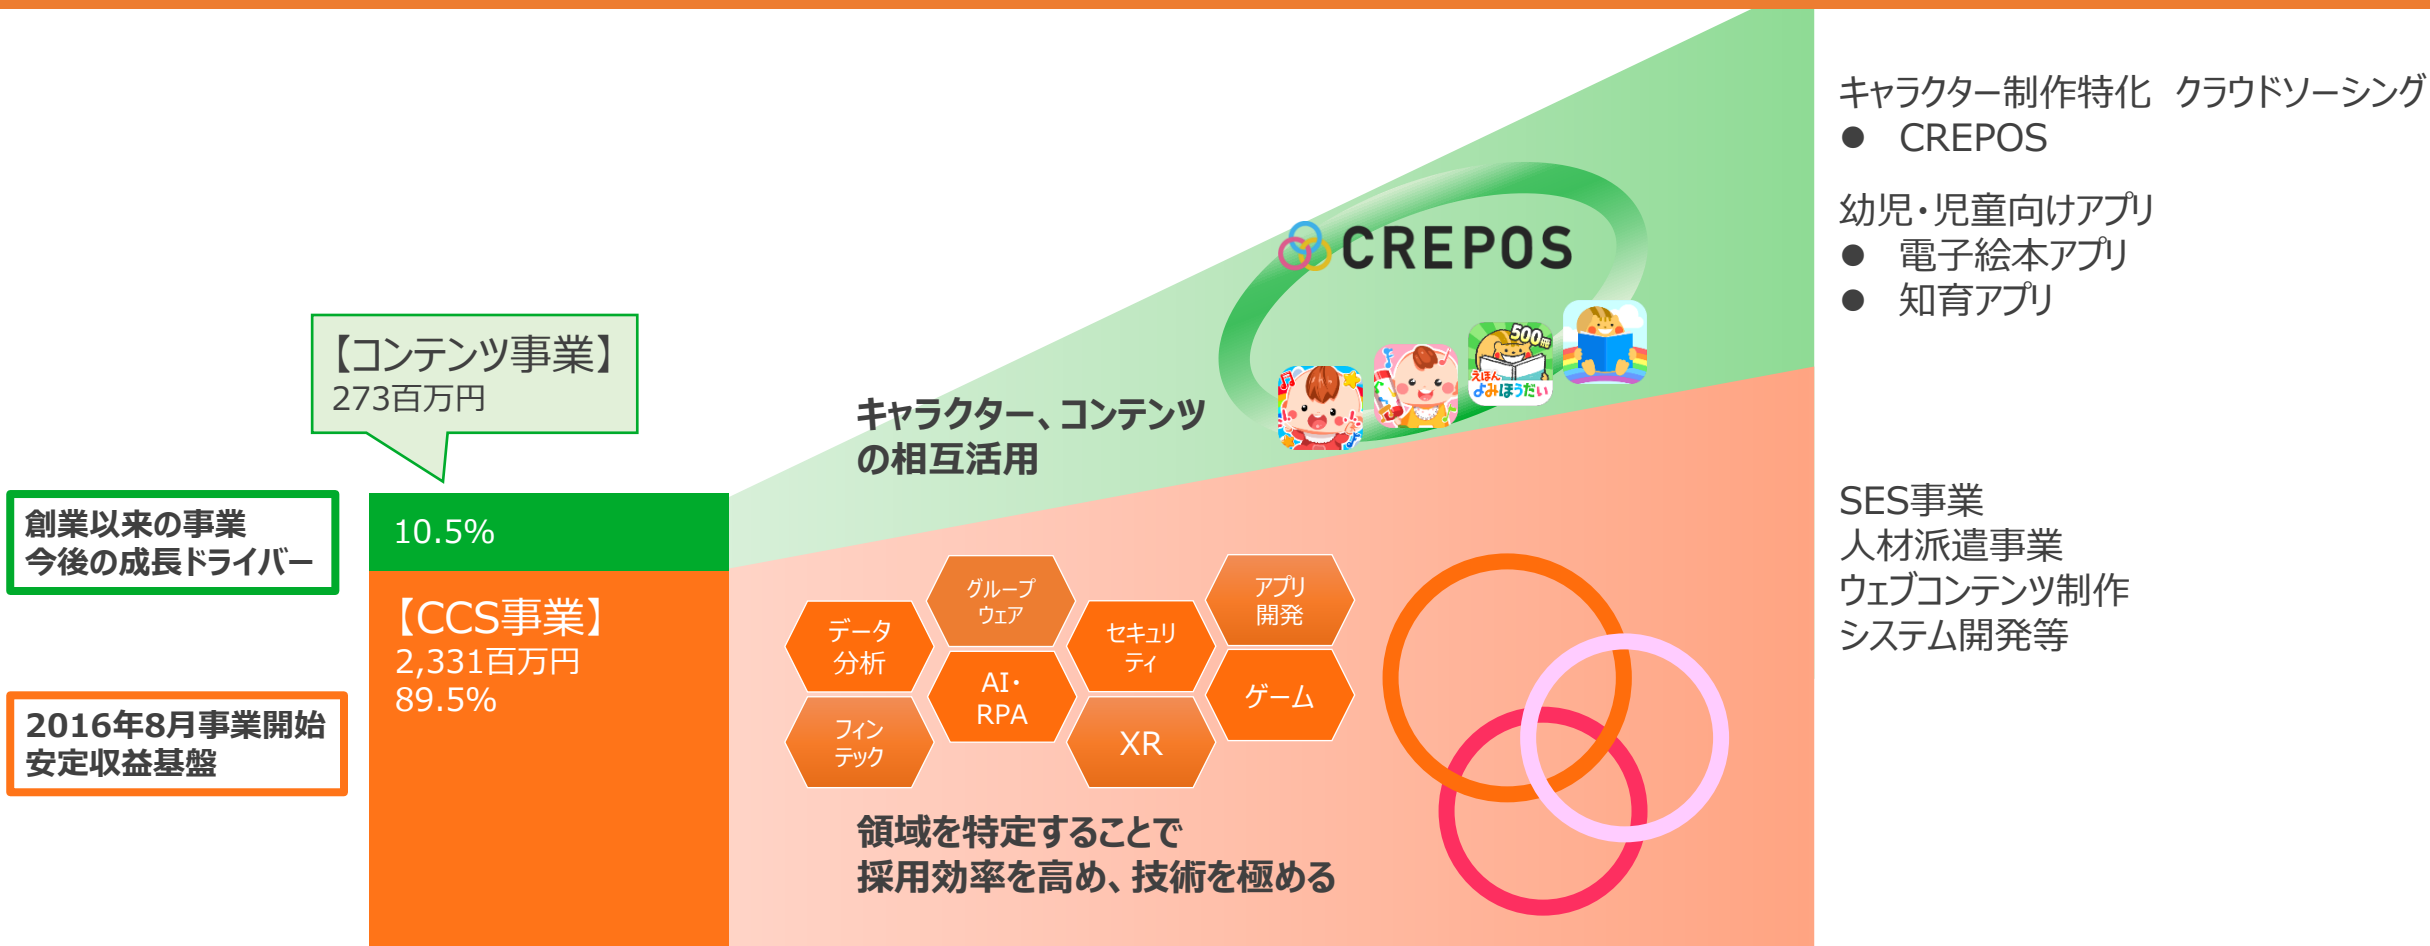 キャラクター制作特化 クラウドソーシング
● CREPOS
幼児・児童向けアプリ
● 電子絵本アプリ
● 知育アプリ
CREPOS
500冊
えほん
よみほうだい
【コンテンツ事業】
273百万円
キャラクター、コンテンツ
の相互活用
創業以来の事業
今後の成長ドライバー
10.5%
【CCS事業】
2,331百万円
89.5%
2016年8月事業開始
安定収益基盤
データ
分析
グループ
ウェア
セキュリ
ティ
アプリ
開発
フィン
テック
AI・
RPA
XR
ゲーム
領域を特定することで
採用効率を高め、技術を極める
SES事業
人材派遣事業
ウェブコンテンツ制作
システム開発等